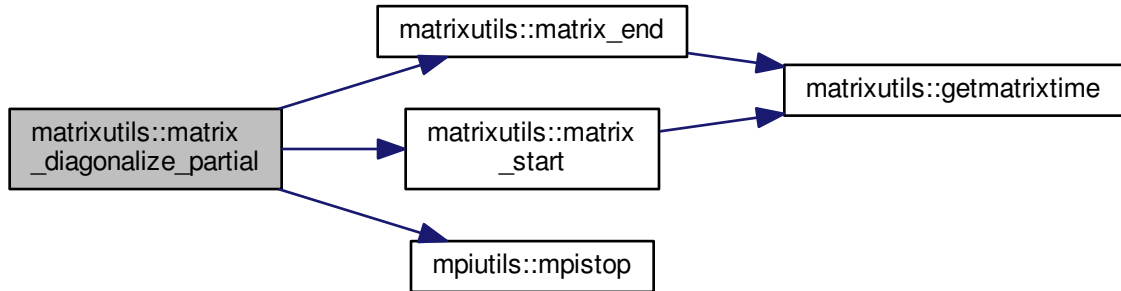 matrixutils::matrix_end
matrixutils::getmatrixtime
matrixutils::matrix
_diagonalize_partial
matrixutils::matrix
_start
mpiutils::mpistop